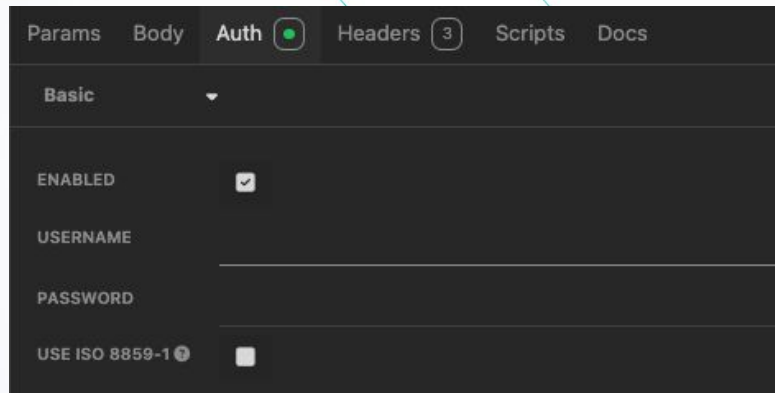 Params Body Auth Headers 3 Scripts Docs
Basic
ENABLED
USERNAME
PASSWORD
USE ISO 8859-1 ?